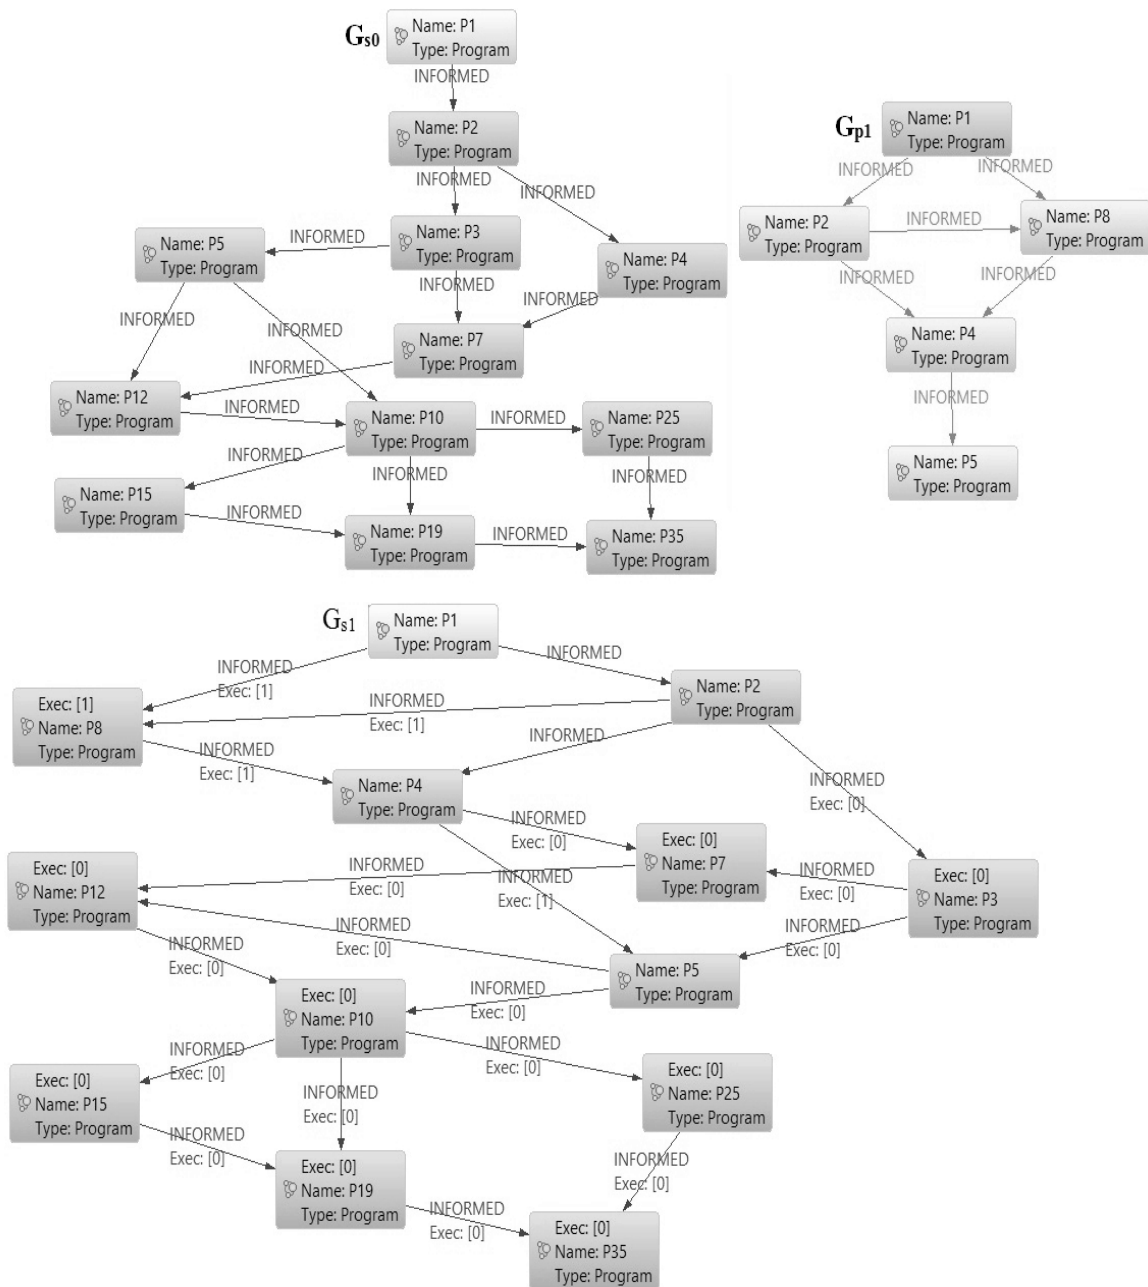 G_s0
Name: P1
Type: Program
INFORMED
Name: P2
Type: Program
INFORMED
INFORMED
Name: P3
Type: Program
INFORMED
Name: P5
Type: Program
Name: P4
Type: Program
INFORMED
INFORMED
INFORMED
INFORMED
Name: P7
Type: Program
INFORMED
Name: P12
Type: Program
INFORMED
Name: P10
Type: Program
INFORMED
Name: P25
Type: Program
INFORMED
INFORMED
INFORMED
Name: P15
Type: Program
INFORMED
Name: P19
Type: Program
INFORMED
Name: P35
Type: Program
G_p1
Name: P1
Type: Program
INFORMED
INFORMED
Name: P2
Type: Program
INFORMED
Name: P8
Type: Program
INFORMED
INFORMED
Name: P4
Type: Program
INFORMED
Name: P5
Type: Program
G_s1
Name: P1
Type: Program
INFORMED
Exec: [1]
INFORMED
Name: P2
Type: Program
Exec: [1]
Name: P8
Type: Program
INFORMED
Exec: [1]
INFORMED
INFORMED
Exec: [1]
INFORMED
Exec: [0]
Name: P4
Type: Program
INFORMED
Exec: [0]
Exec: [0]
Name: P7
Type: Program
Exec: [0]
Name: P12
Type: Program
INFORMED
Exec: [0]
INFORMED
Exec: [1]
INFORMED
Exec: [0]
Exec: [0]
Name: P3
Type: Program
INFORMED
Exec: [0]
INFORMED
Exec: [0]
INFORMED
Exec: [0]
Name: P5
Type: Program
Exec: [0]
Name: P10
Type: Program
INFORMED
Exec: [0]
INFORMED
Exec: [0]
INFORMED
Exec: [0]
INFORMED
Exec: [0]
Exec: [0]
Name: P25
Type: Program
Exec: [0]
Name: P15
Type: Program
INFORMED
Exec: [0]
Exec: [0]
Name: P19
Type: Program
INFORMED
Exec: [0]
INFORMED
Exec: [0]
Exec: [0]
Name: P35
Type: Program